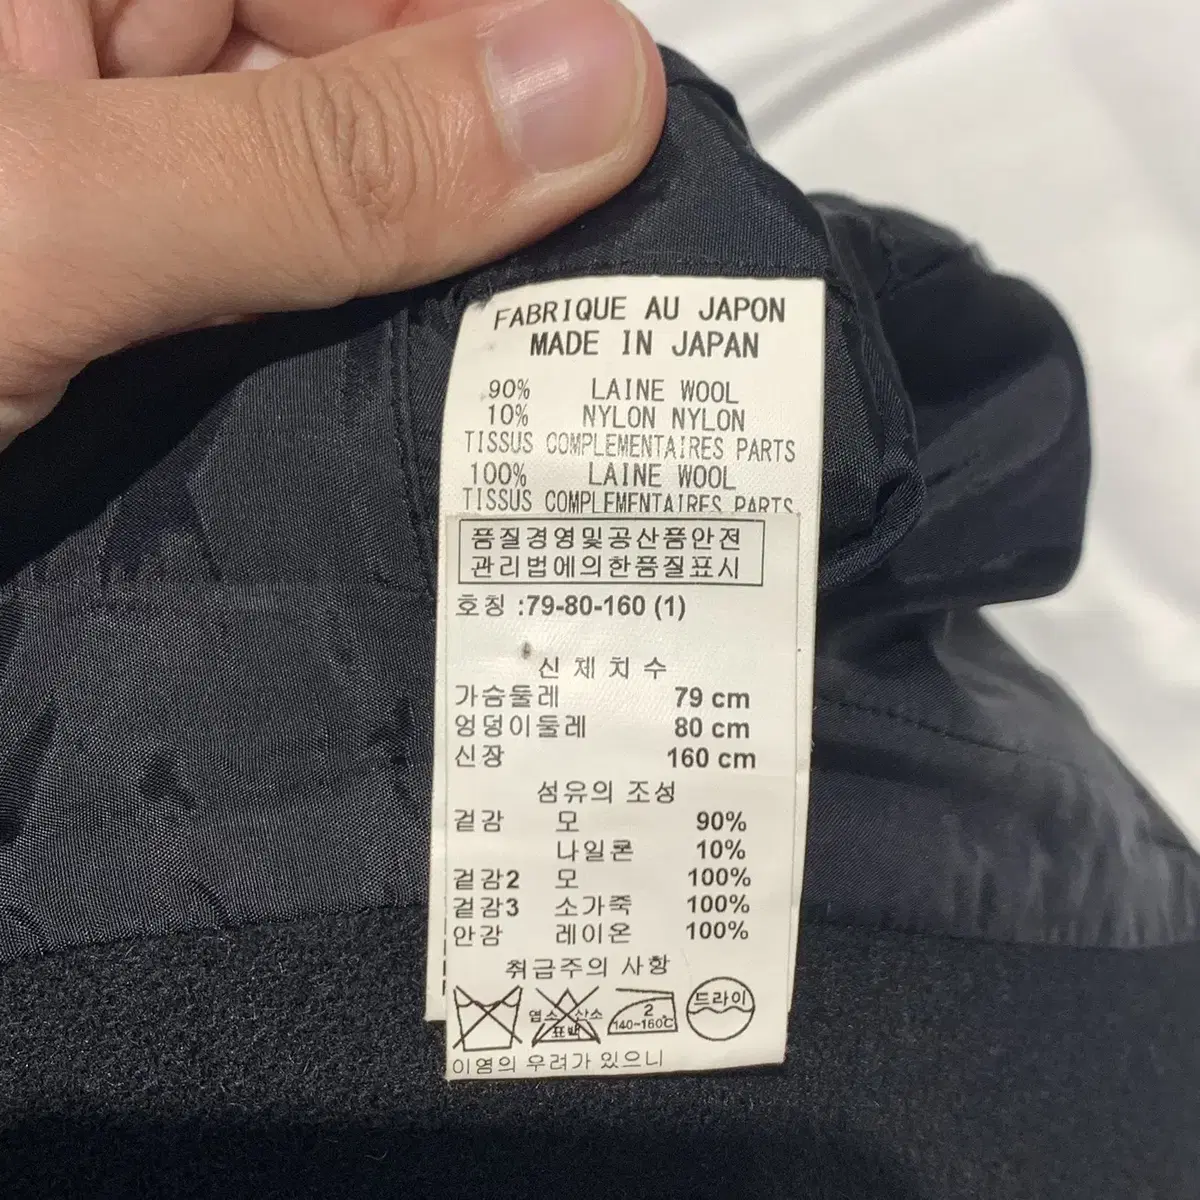 FABRIQUE AU JAPON
MADE IN JAPAN
90% LAINE WOOL
10% NYLON NYLON
TISSUS COMPLEMENTAIRES PARTS
100% LAINE WOOL
TISSUS COMPLEMENTAIRES PARTS
품질경영및공산품안전
관리법에의한품질표시
호칭 :79-80-160 (1)
신체치수
가슴둘레 79 cm
엉덩이둘레 80 cm
신장 160 cm
섬유의 조성
겉감 모 90%
나일론 10%
겉감2 모 100%
겉감3 소가죽 100%
안감 레이온 100%
취급주의 사항
염소 산소
표백
2
140~160℃
드라이
이염의 우려가 있으니